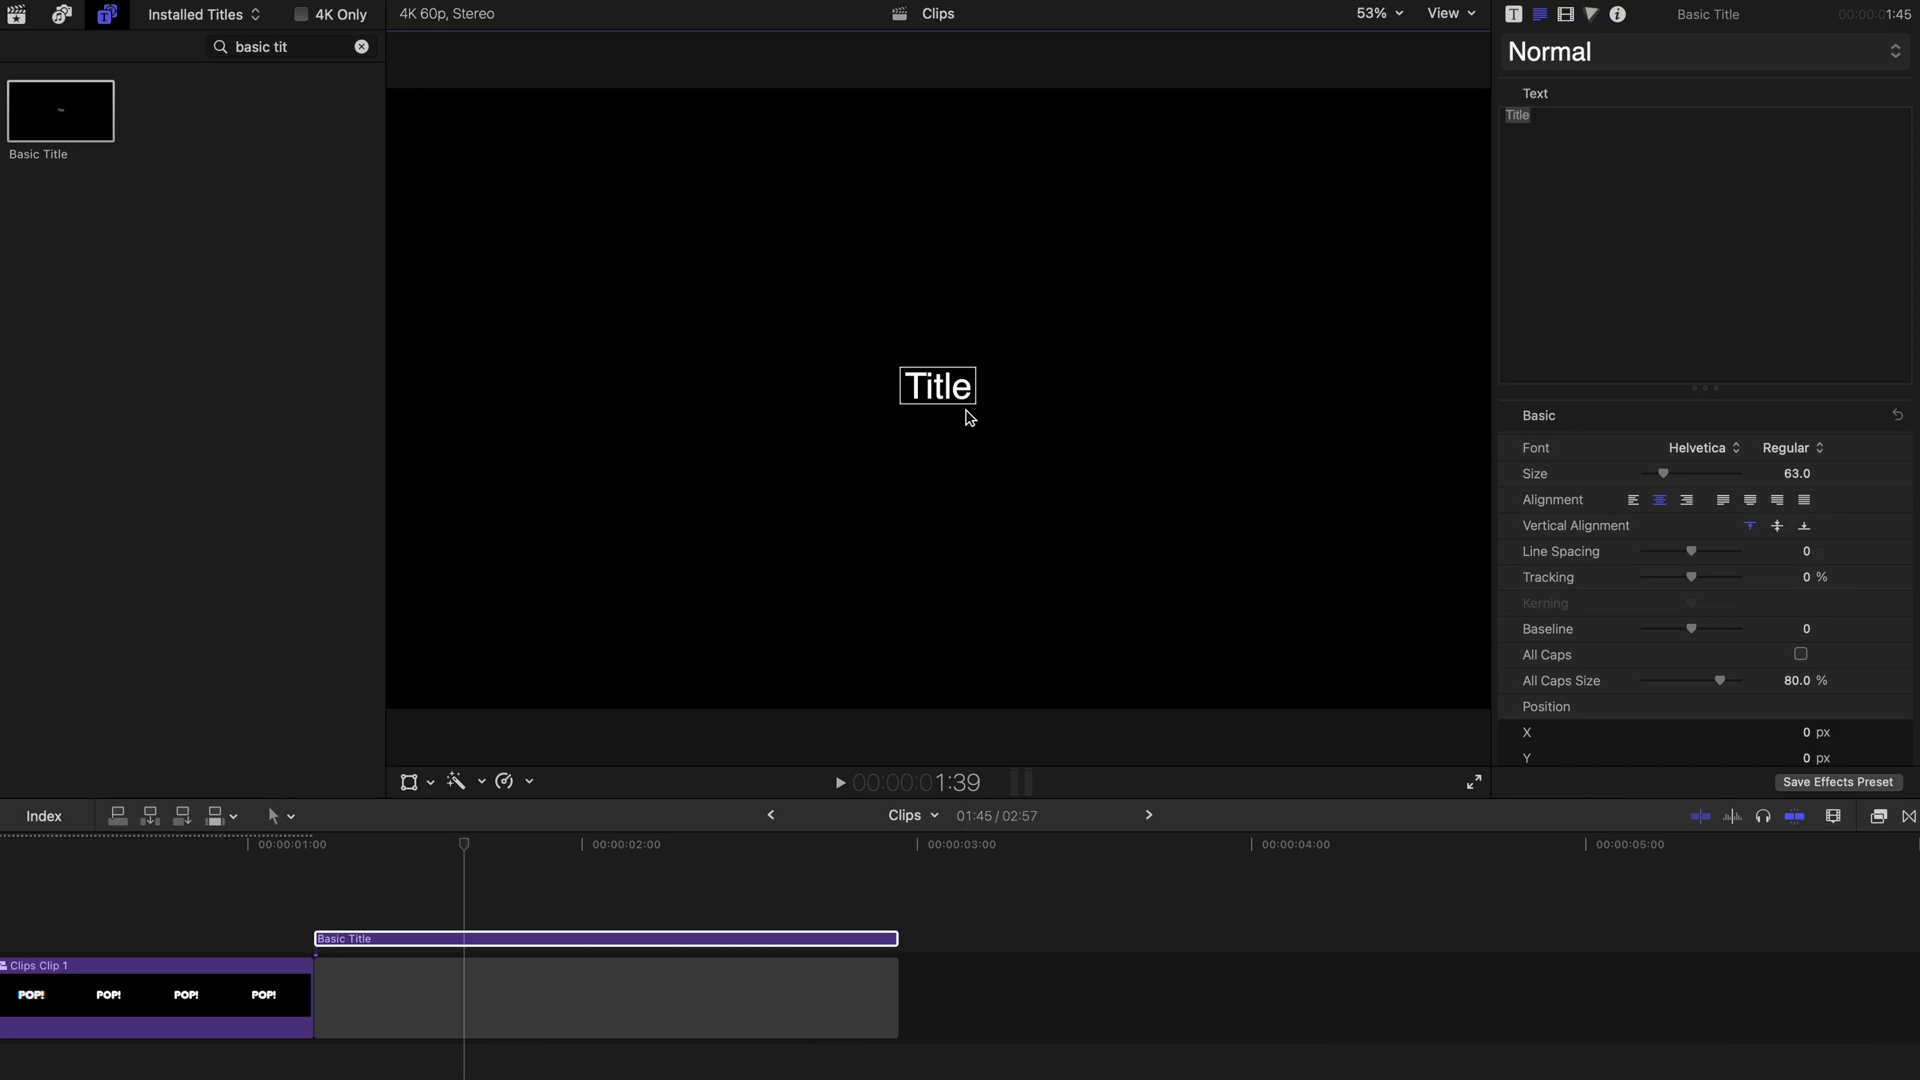 Installed Titles
4K Only
4K 60p, Stereo
Clips
53%
View
Basic Title
00:00:01:45
basic tit
Normal
Basic Title
Text
Title
Title
Basic
Font Helvetica Regular
Size 63.0
Alignment
Vertical Alignment
Line Spacing 0
Tracking 0 %
Kerning
Baseline 0
All Caps
All Caps Size 80.0 %
Position
X 0 px
Y 0 px
00:00:01:39
Save Effects Preset
Index
Clips 01:45 / 02:57
00:00:01:00 00:00:02:00 00:00:03:00 00:00:04:00 00:00:05:00
Basic Title
Clips Clip 1
POP! POP! POP! POP!